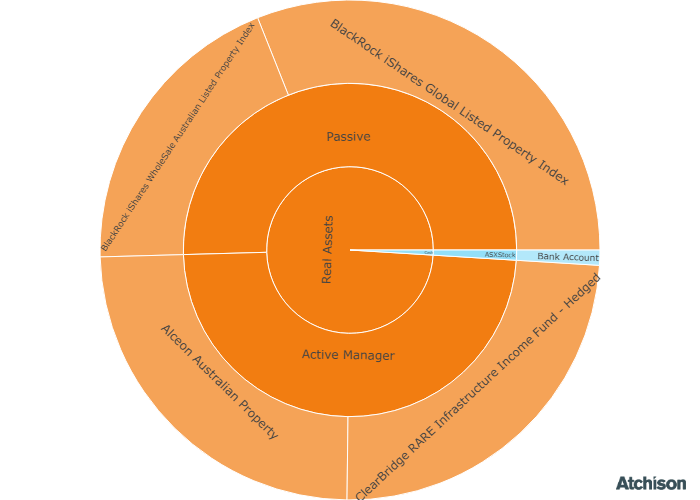 BlackRock iShares WholeSale Australian Listed Property Index
BlackRock iShares Global Listed Property Index
Passive
Real Assets
ASXStock
Bank Account
Active Manager
Alceon Australian Property
ClearBridge RARE Infrastructure Income Fund - Hedged
Atchison